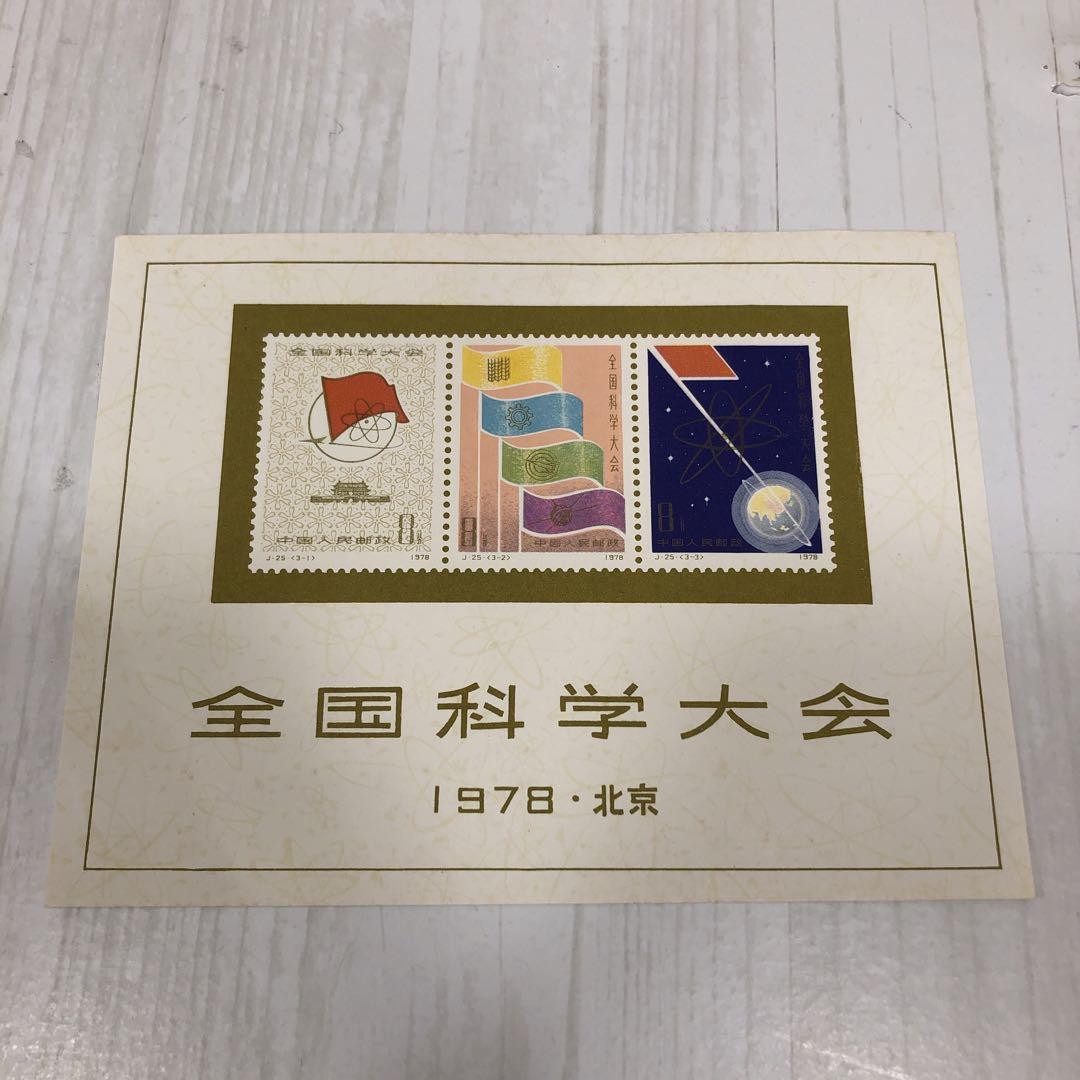 全国科学大会
8分
中国人民邮政
J·25·(3-1) 1978
全国科学大会
8分
中国人民邮政
J·25·(3-2) 1978
全国科学大会
8分
中国人民邮政
J·25·(3-3) 1978
全国科学大会
1978·北京